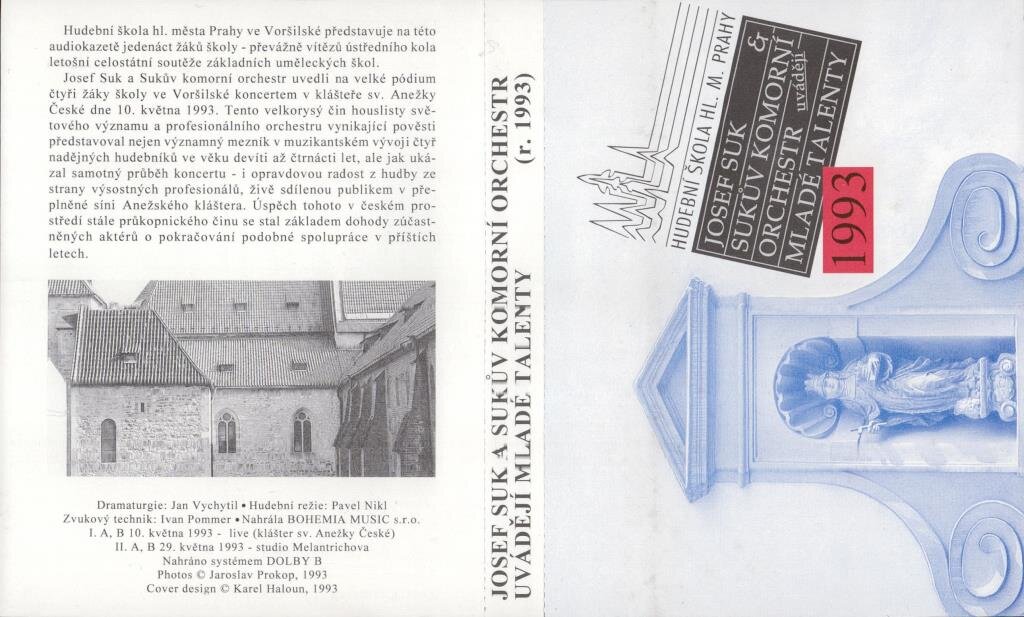 Hudební škola hl. města Prahy ve Voršilské představuje na této
audiokazetě jedenáct žáků školy - převážně vítězů ústředního kola
letošní celostátní soutěže základních uměleckých škol.
Josef Suk a Sukův komorní orchestr uvedli na velké pódium
čtyři žáky školy ve Voršilské koncertem v klášteře sv. Anežky
České dne 10. května 1993. Tento velkorysý čin houslisty svě-
tového významu a profesionálního orchestru vynikající pověsti
představoval nejen významný mezník v muzikantském vývoji čtyř
nadějných hudebníků ve věku devíti až čtrnácti let, ale jak uká-
zal samotný průběh koncertu - i opravdovou radost z hudby ze
strany výsostných profesionálů, živě sdílenou publikem v pře-
plněné síni Anežského kláštera. Úspěch tohoto v českém pro-
středí stále průkopnického činu se stal základem dohody zúčast-
něných aktérů o pokračování podobné spolupráce v příštích
letech.
Dramaturgie: Jan Vychytil • Hudební režie: Pavel Nikl
Zvukový technik: Ivan Pommer • Nahrála BOHEMIA MUSIC s.r.o.
I. A, B 10. května 1993 - live (klášter sv. Anežky České)
II. A, B 29. května 1993 - studio Melantrichova
Nahráno systémem DOLBY B
Photos © Jaroslav Prokop, 1993
Cover design © Karel Haloun, 1993
JOSEF SUK A SUKŮV KOMORNÍ ORCHESTR
UVÁDĚJÍ MLADÉ TALENTY (r. 1993)
HUDEBNÍ ŠKOLA HL. M. PRAHY
JOSEF SUK &
SUKŮV KOMORNÍ
ORCHESTR uvádějí
MLADÉ TALENTY
1993